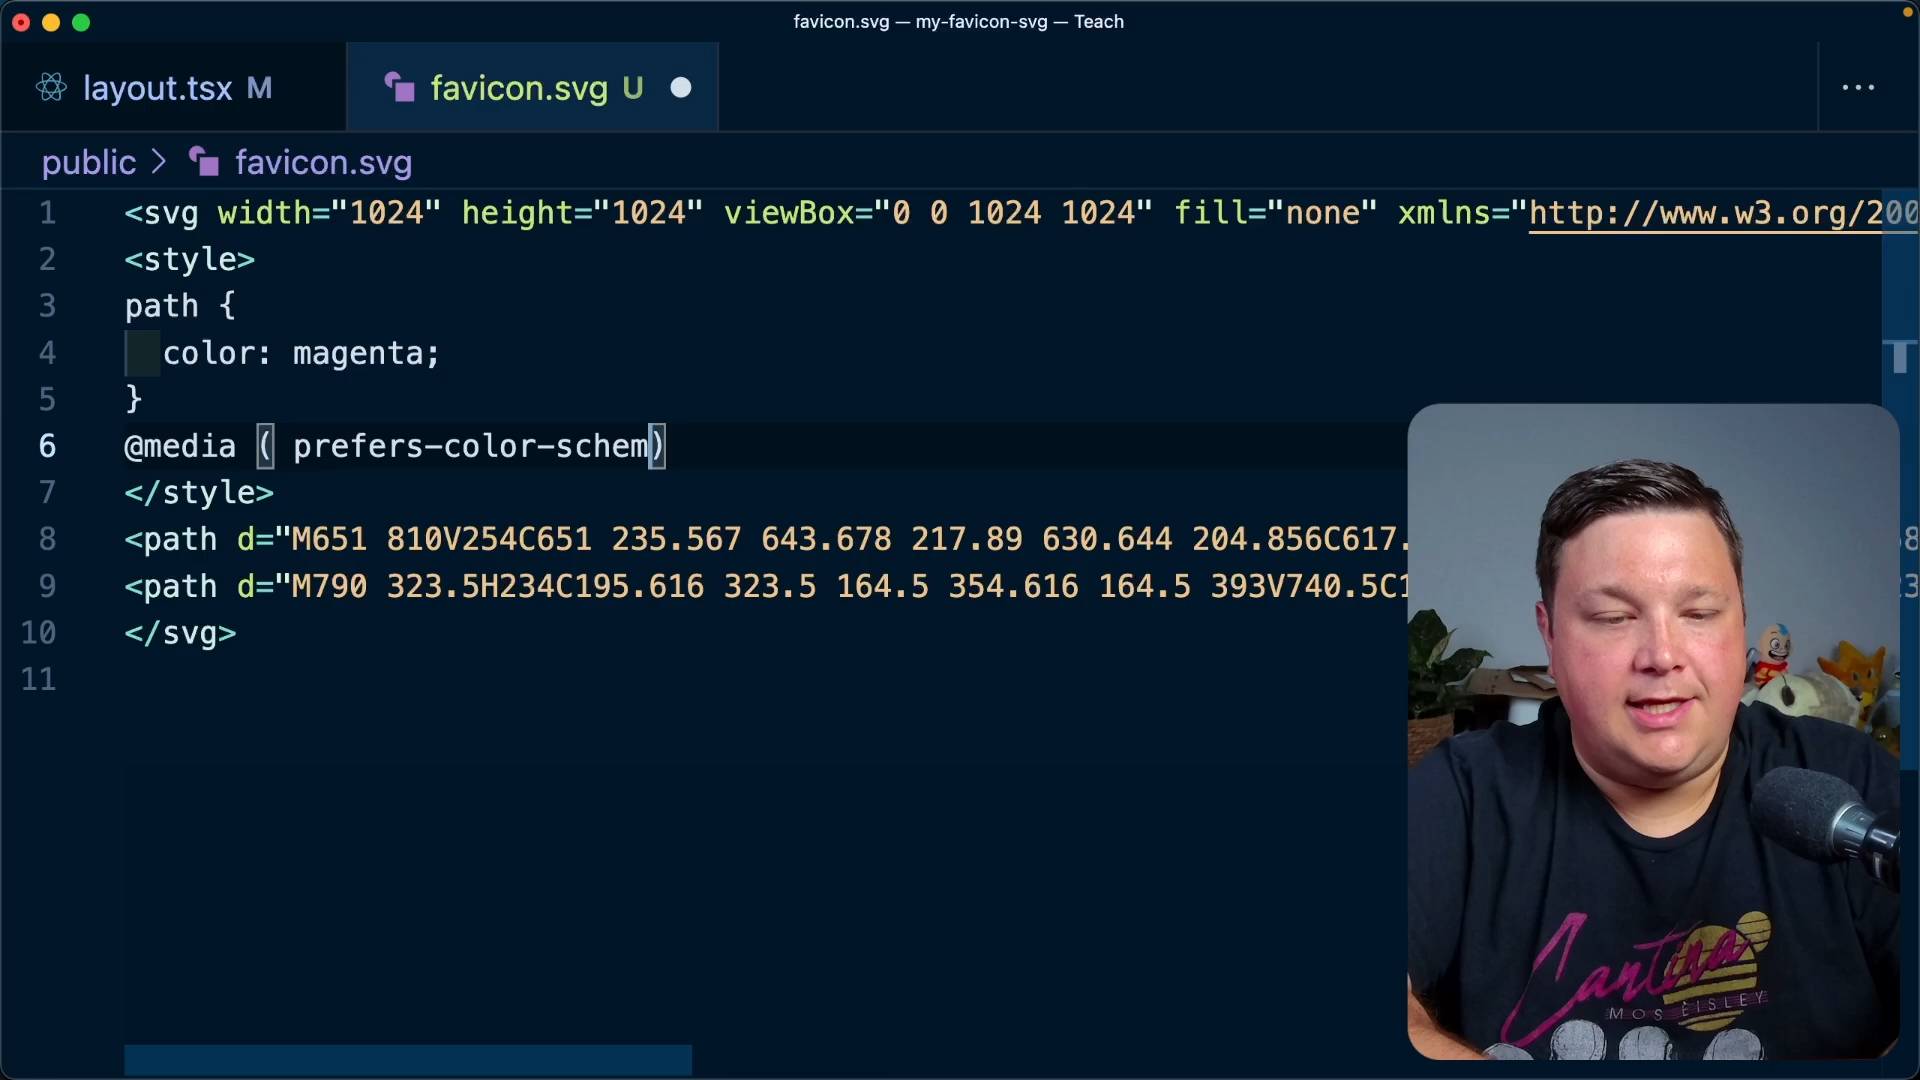 favicon.svg — my-favicon-svg — Teach
layout.tsx M
favicon.svg U
public > favicon.svg
1 <svg width="1024" height="1024" viewBox="0 0 1024 1024" fill="none" xmlns="http://www.w3.org/200
2 <style>
3 path {
4 color: magenta;
5 }
6 @media ( prefers-color-schem)
7 </style>
8 <path d="M651 810V254C651 235.567 643.678 217.89 630.644 204.856C617.
9 <path d="M790 323.5H234C195.616 323.5 164.5 354.616 164.5 393V740.5C1
10 </svg>
11
Cantina
MOS EISLEY